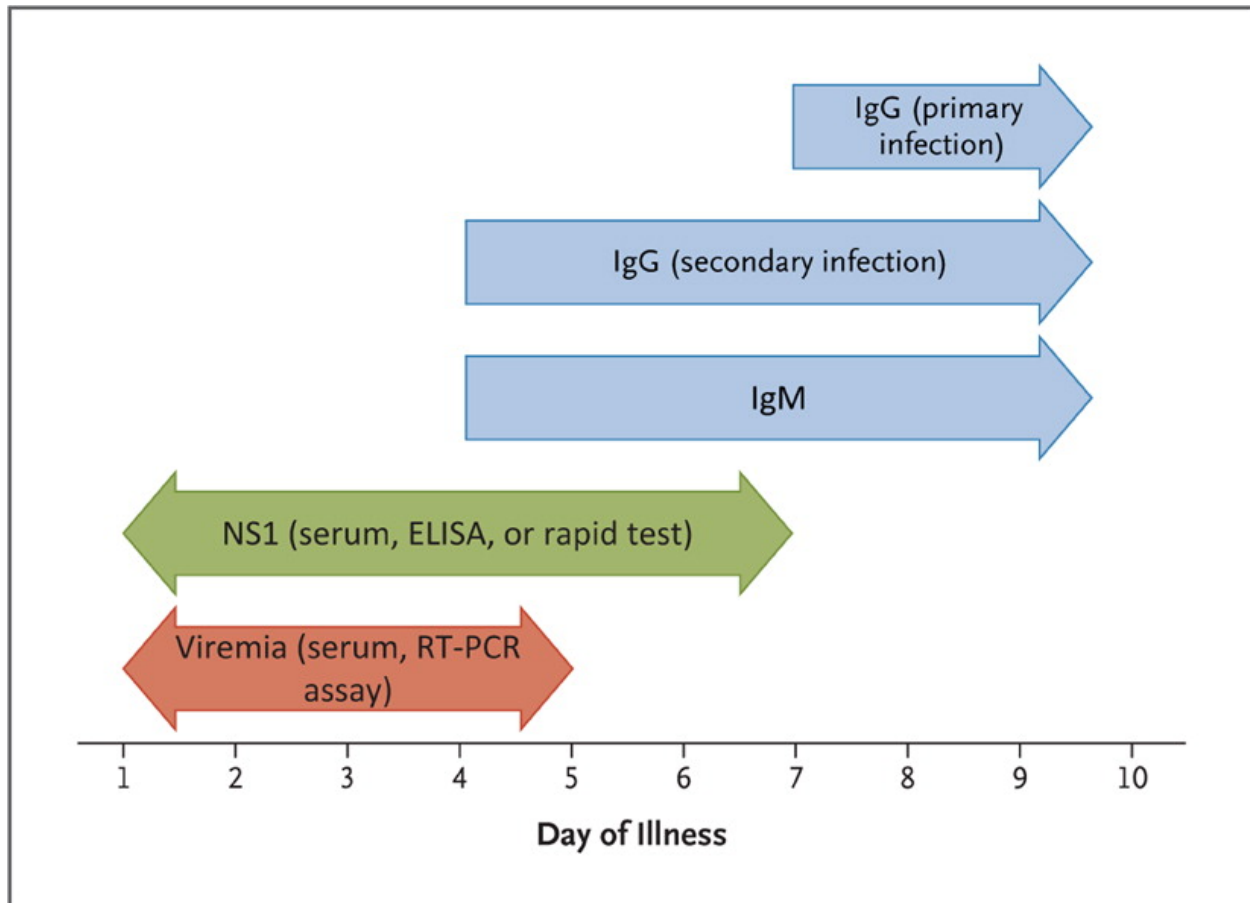 IgG (primary
infection)
IgG (secondary infection)
IgM
NS1 (serum, ELISA, or rapid test)
Viremia (serum, RT-PCR
assay)
1 2 3 4 5 6 7 8 9 10
Day of Illness